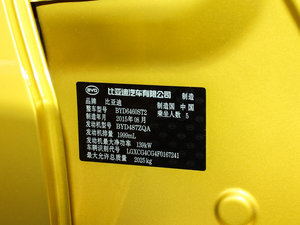 BYD 比亚迪汽车有限公司 制造
品牌 比亚迪 制造国 中国
整车型号 BYD6460ST2 乘坐人数 5
制造年月 2015年08月
发动机型号 BYD487ZQA
发动机排量 1999mL
发动机最大净功率 139kW
车辆识别代号 LGXCG4CG4F0167241
最大允许总质量 2025kg